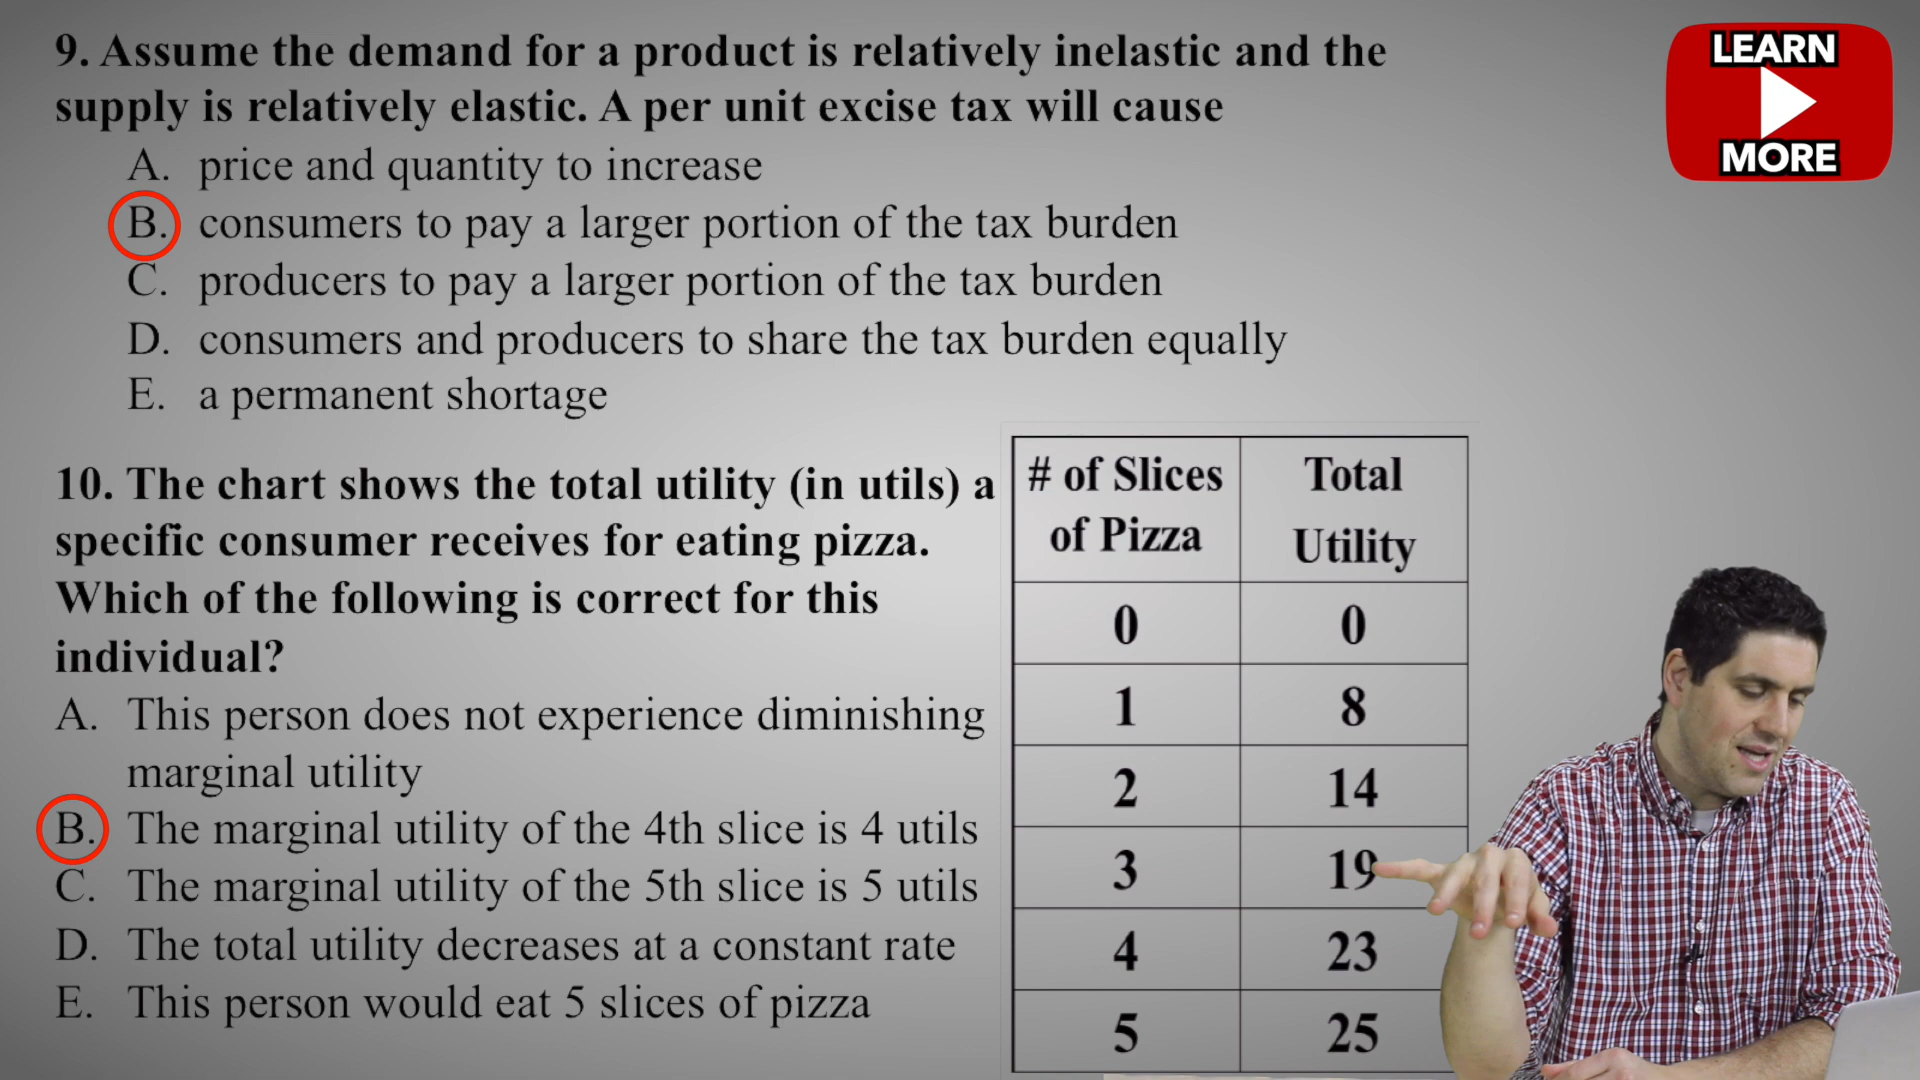 9. Assume the demand for a product is relatively inelastic and the
supply is relatively elastic. A per unit excise tax will cause
A. price and quantity to increase
B. consumers to pay a larger portion of the tax burden
C. producers to pay a larger portion of the tax burden
D. consumers and producers to share the tax burden equally
E. a permanent shortage
LEARN
MORE
10. The chart shows the total utility (in utils) a
specific consumer receives for eating pizza.
Which of the following is correct for this
individual?
A. This person does not experience diminishing
marginal utility
B. The marginal utility of the 4th slice is 4 utils
C. The marginal utility of the 5th slice is 5 utils
D. The total utility decreases at a constant rate
E. This person would eat 5 slices of pizza
# of Slices of Pizza Total Utility
0 0
1 8
2 14
3 19
4 23
5 25